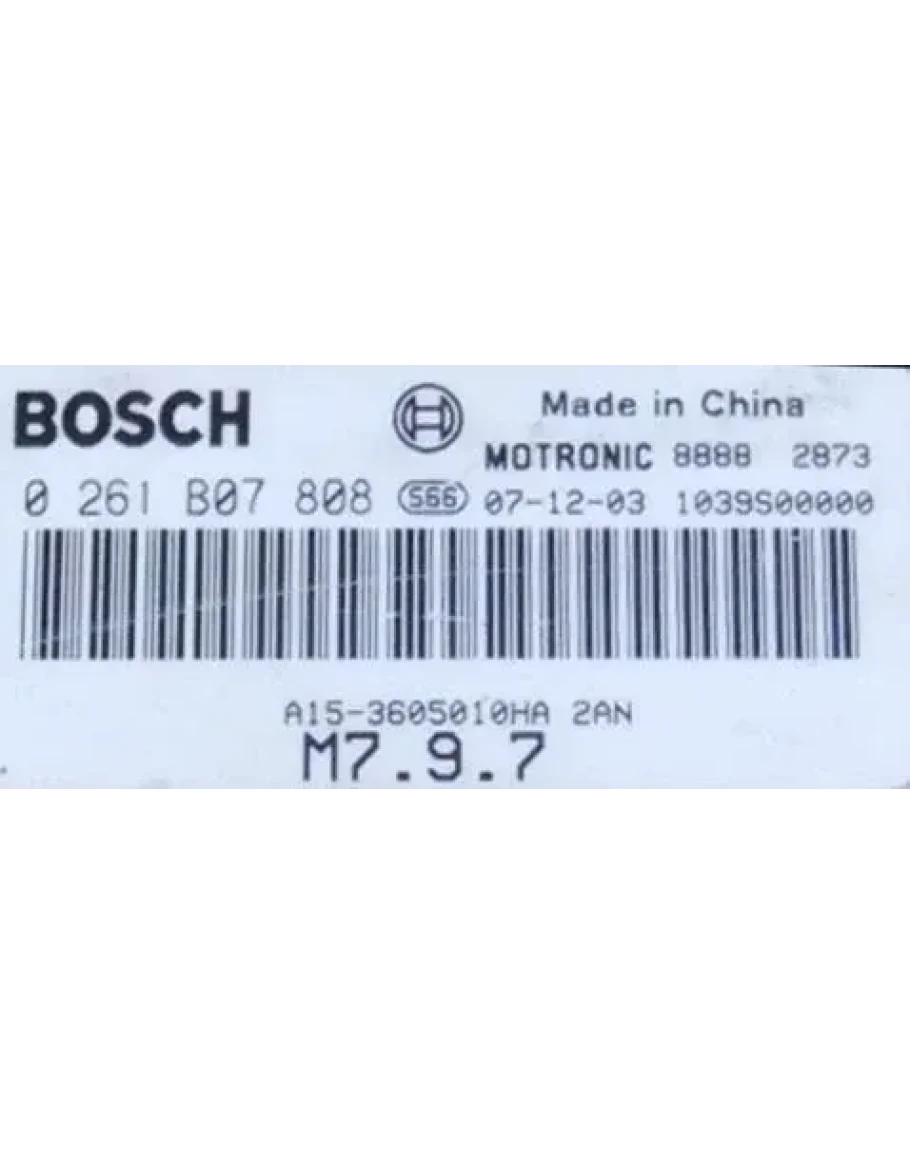 BOSCH
Made in China
MOTRONIC 8888 2873
0 261 B07 808 S66 07-12-03 1039S00000
A15-3605010HA 2AN
M7.9.7